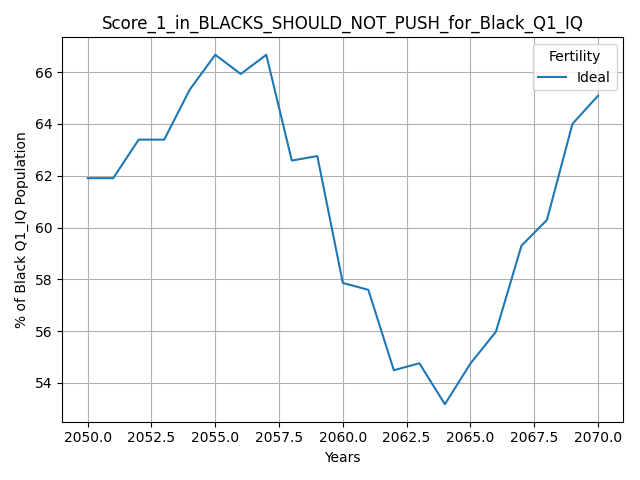 Score_1_in_BLACKS_SHOULD_NOT_PUSH_for_Black_Q1_IQ
Fertility
Ideal
% of Black Q1_IQ Population
66
64
62
60
58
56
54
2050.0 2052.5 2055.0 2057.5 2060.0 2062.5 2065.0 2067.5 2070.0
Years